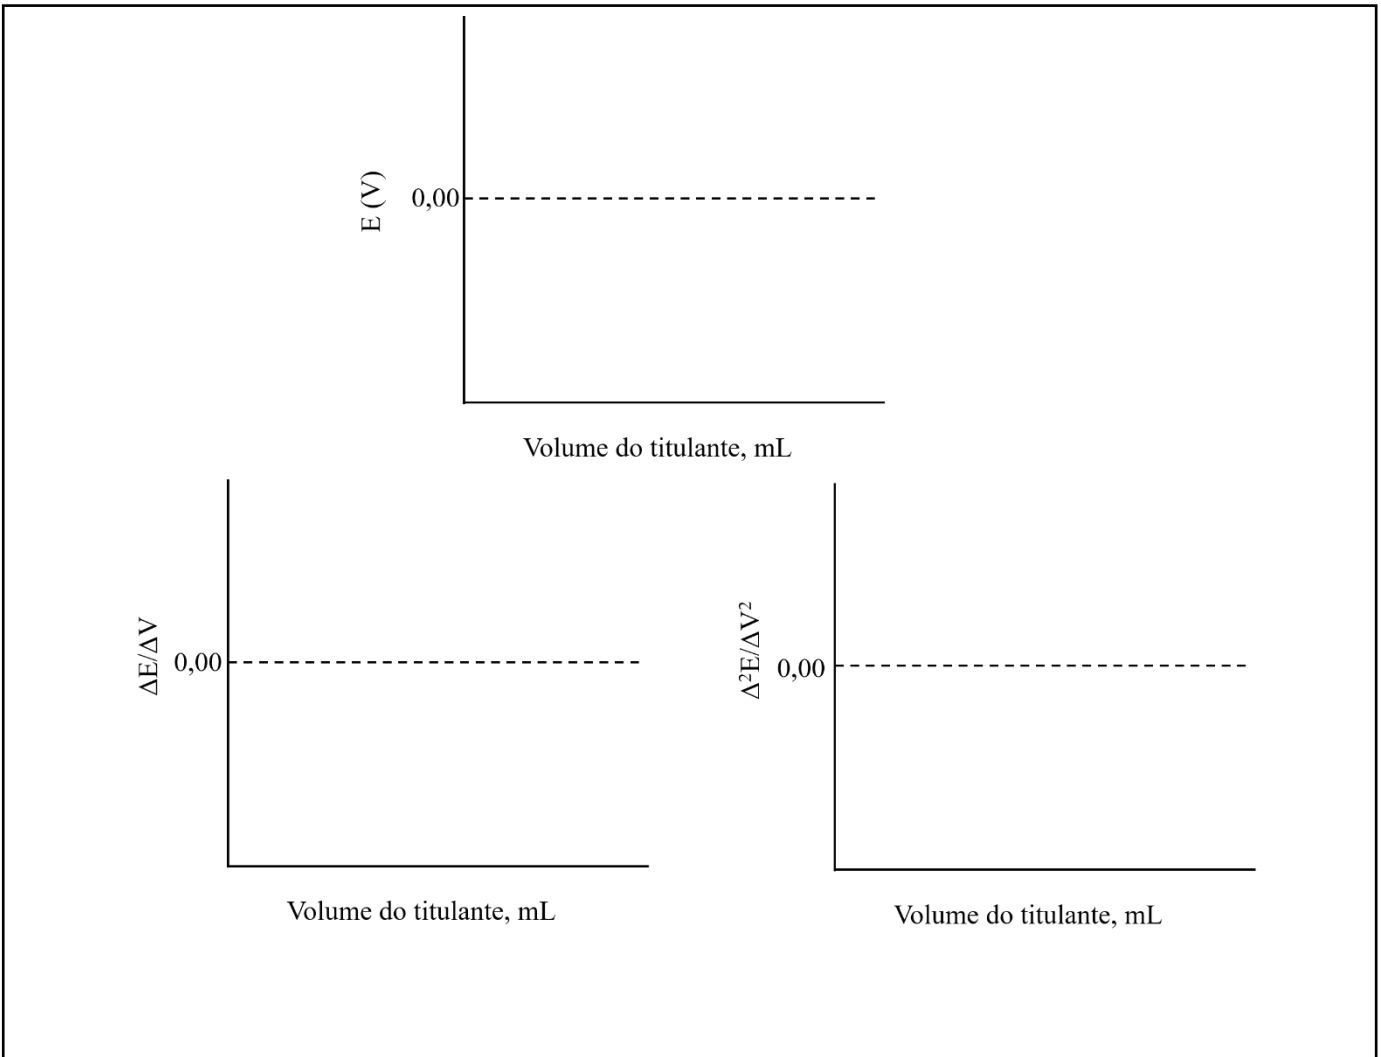 E (V)
0,00
Volume do titulante, mL
ΔE/ΔV
0,00
Volume do titulante, mL
Δ²E/ΔV²
0,00
Volume do titulante, mL